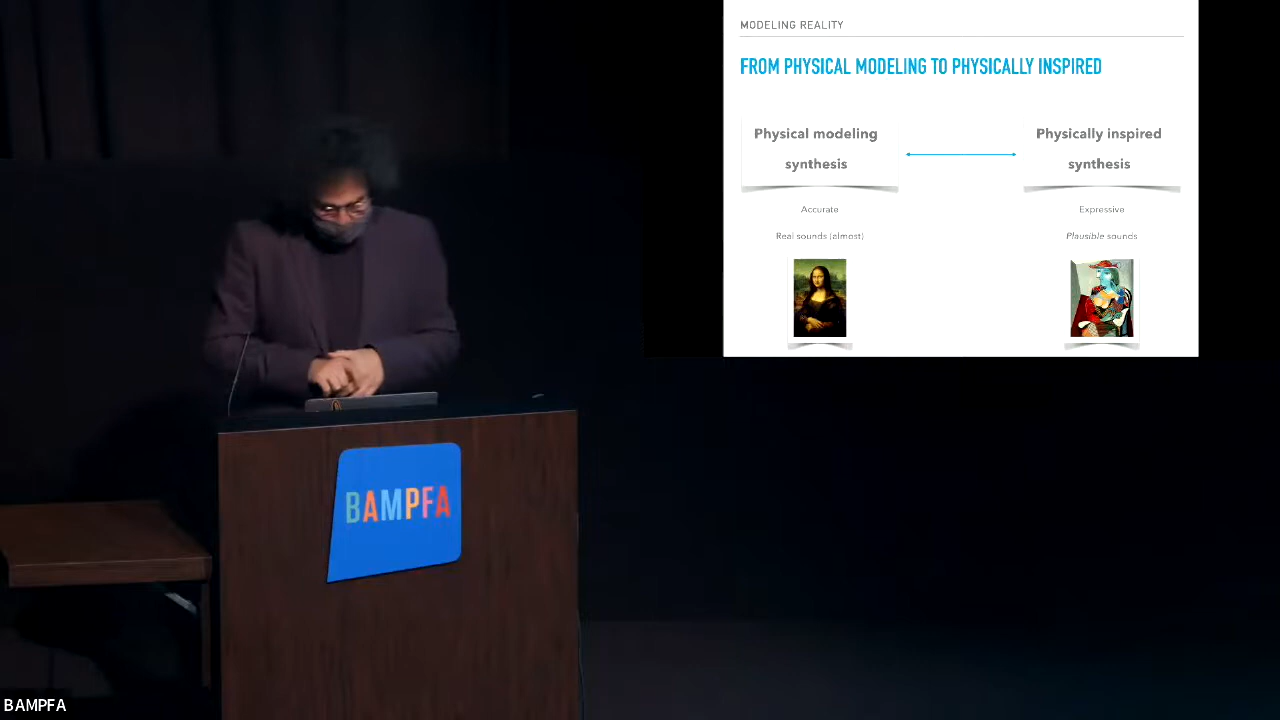 MODELING REALITY
FROM PHYSICAL MODELING TO PHYSICALLY INSPIRED
Physical modeling
synthesis
Physically inspired
synthesis
Accurate
Real sounds (almost)
Expressive
Plausible sounds
BAMPFA
BAMPFA